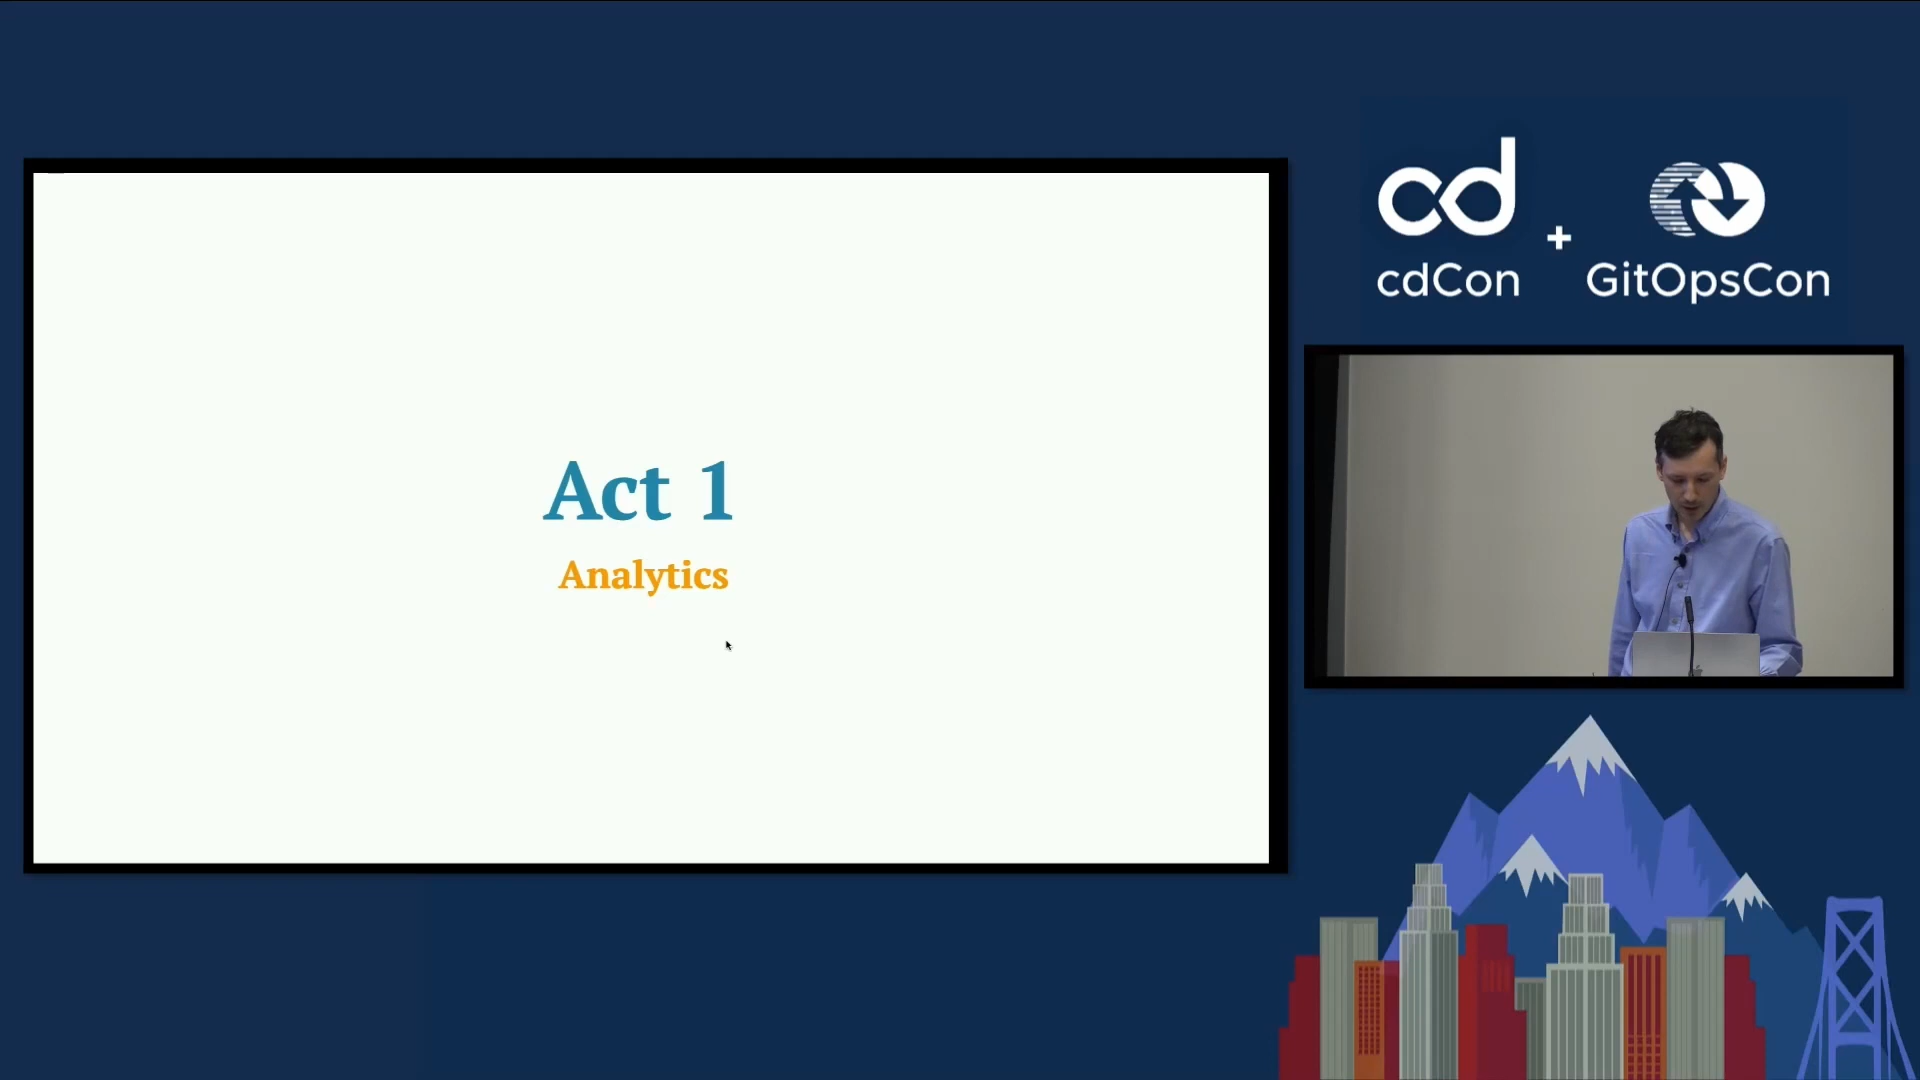 Act 1
Analytics
cd
+
cdCon
GitOpsCon